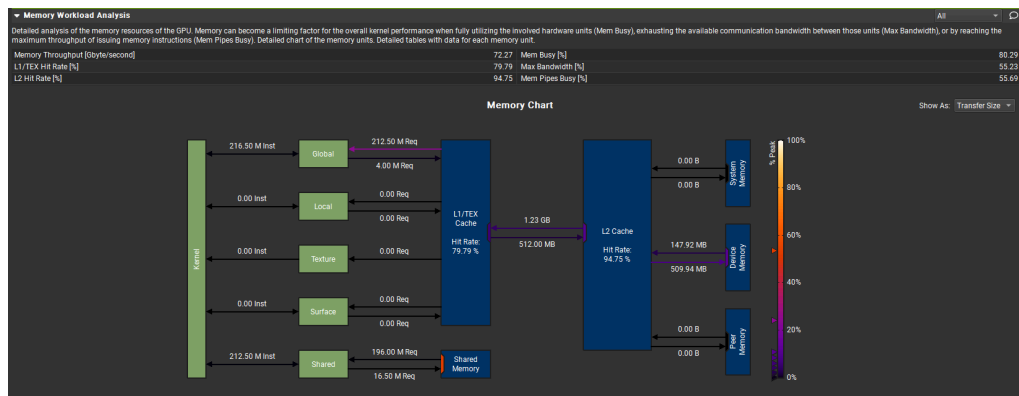 Memory Workload Analysis
All
Detailed analysis of the memory resources of the GPU. Memory can become a limiting factor for the overall kernel performance when fully utilizing the involved hardware units (Mem Busy), exhausting the available communication bandwidth between those units (Max Bandwidth), or by reaching the
maximum throughput of issuing memory instructions (Mem Pipes Busy). Detailed chart of the memory units. Detailed tables with data for each memory unit.
Memory Throughput [Gbyte/second] 72.27 Mem Busy [%] 80.29
L1/TEX Hit Rate [%] 79.79 Max Bandwidth [%] 55.23
L2 Hit Rate [%] 94.75 Mem Pipes Busy [%] 55.69
Memory Chart
Show As: Transfer Size
Kernel
216.50 M Inst
Global
212.50 M Req
4.00 M Req
0.00 Inst
Local
0.00 Req
0.00 Req
0.00 Inst
Texture
0.00 Req
0.00 Inst
Surface
0.00 Req
0.00 Req
212.50 M Inst
Shared
196.00 M Req
16.50 M Req
L1/TEX
Cache
Hit Rate:
79.79 %
Shared
Memory
1.23 GB
512.00 MB
L2 Cache
Hit Rate:
94.75 %
0.00 B
0.00 B
System
Memory
147.92 MB
509.94 MB
Device
Memory
0.00 B
0.00 B
Peer
Memory
% Peak
100%
80%
60%
40%
20%
0%